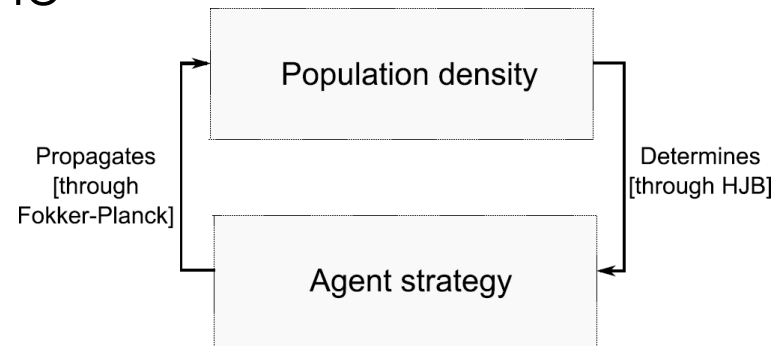 Population density
Propagates
[through
Fokker-Planck]
Determines
[through HJB]
Agent strategy